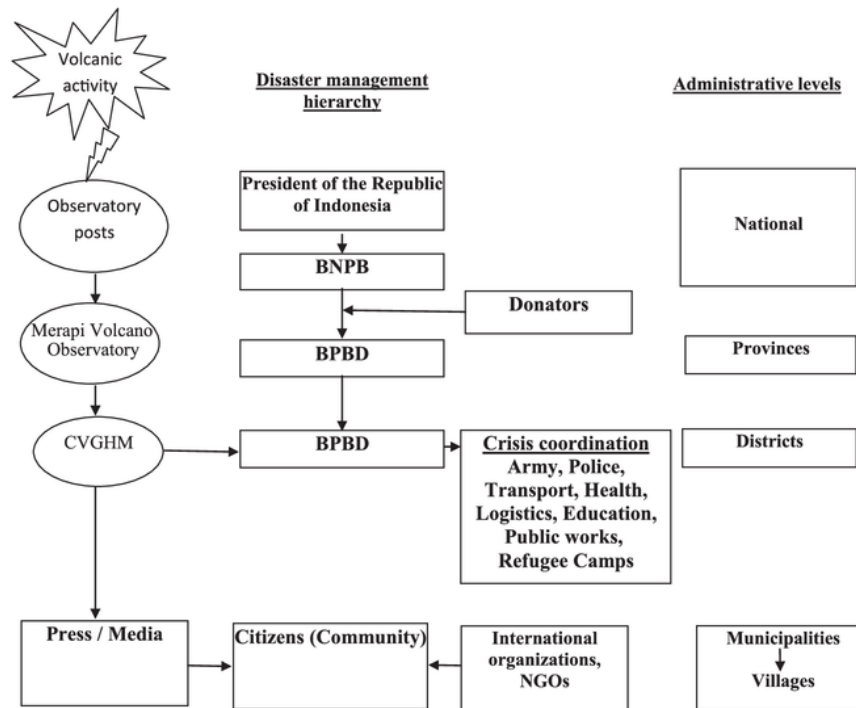 Volcanic
activity
Disaster management
hierarchy
Administrative levels
Observatory
posts
President of the Republic
of Indonesia
National
BNPB
Donators
Merapi Volcano
Observatory
BPBD
Provinces
CVGHM
BPBD
Crisis coordination
Army, Police,
Transport, Health,
Logistics, Education,
Public works,
Refugee Camps
Districts
Press / Media
Citizens (Community)
International
organizations,
NGOs
Municipalities
Villages